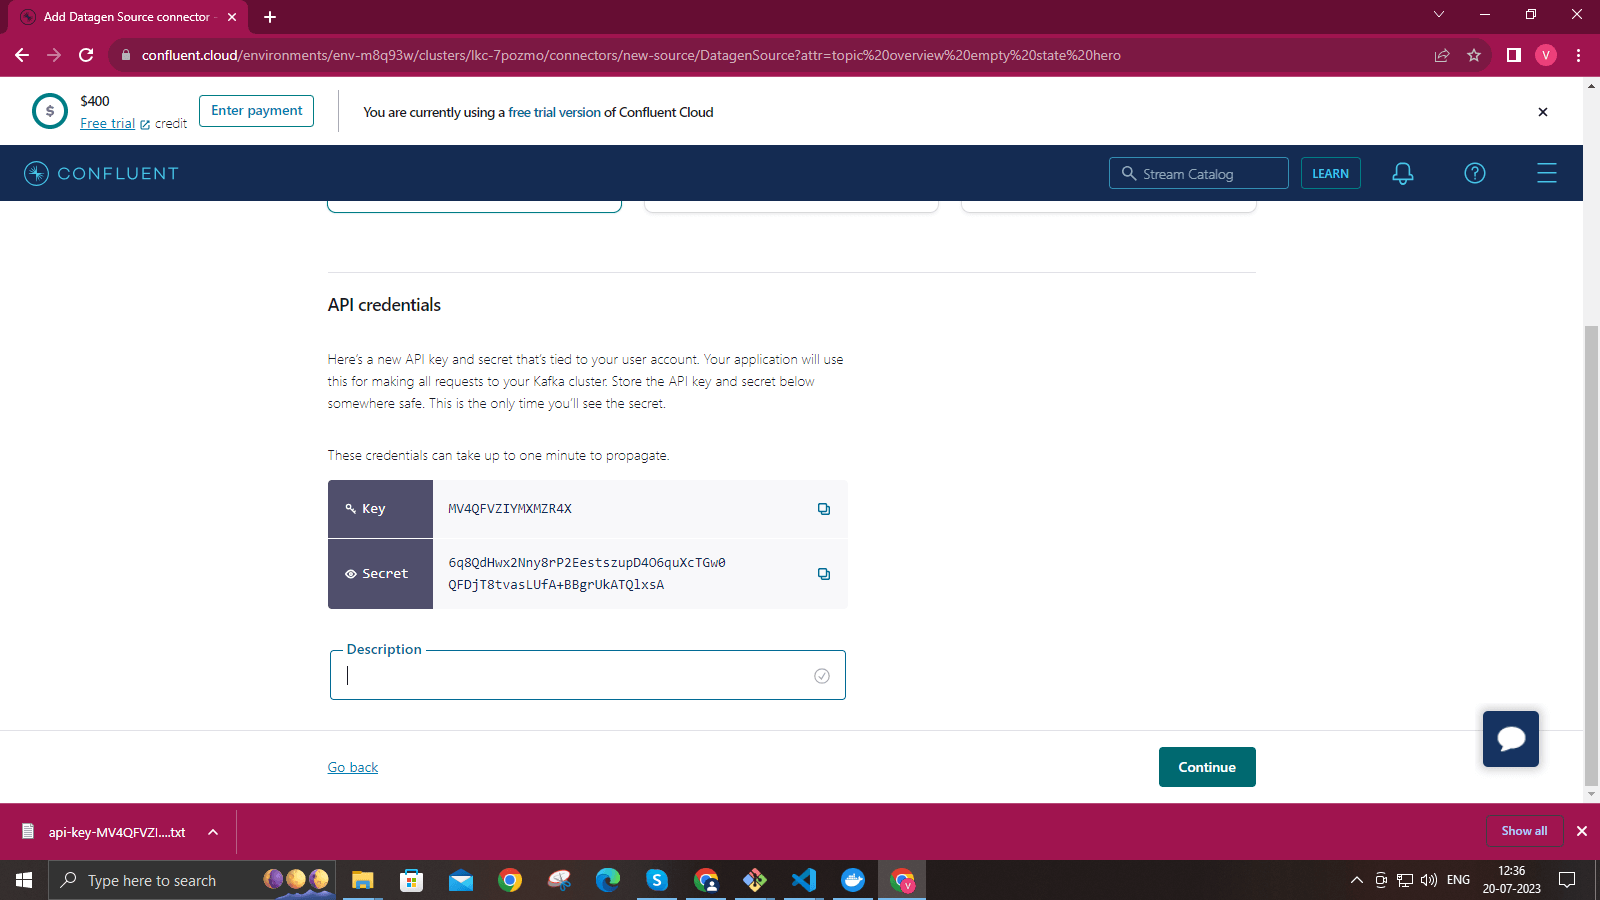 Add Datagen Source connector -
confluent.cloud/environments/env-m8q93w/clusters/lkc-7pozmo/connectors/new-source/DatagenSource?attr=topic%20overview%20empty%20state%20hero
V
$
$400
Free trial credit
Enter payment
You are currently using a free trial version of Confluent Cloud
CONFLUENT
Stream Catalog
LEARN
?
API credentials
Here's a new API key and secret that's tied to your user account. Your application will use
this for making all requests to your Kafka cluster. Store the API key and secret below
somewhere safe. This is the only time you'll see the secret.
These credentials can take up to one minute to propagate.
Key
MV4QFVZIYMXMZR4X
Secret
6q8QdHwx2Nny8rP2EestszupD4O6quXcTGw0
QFDjT8tvasLUfA+BBgrUkATQlxsA
Description
Go back
Continue
api-key-MV4QFVZI....txt
Show all
Type here to search
S
V
ENG
12:36
20-07-2023